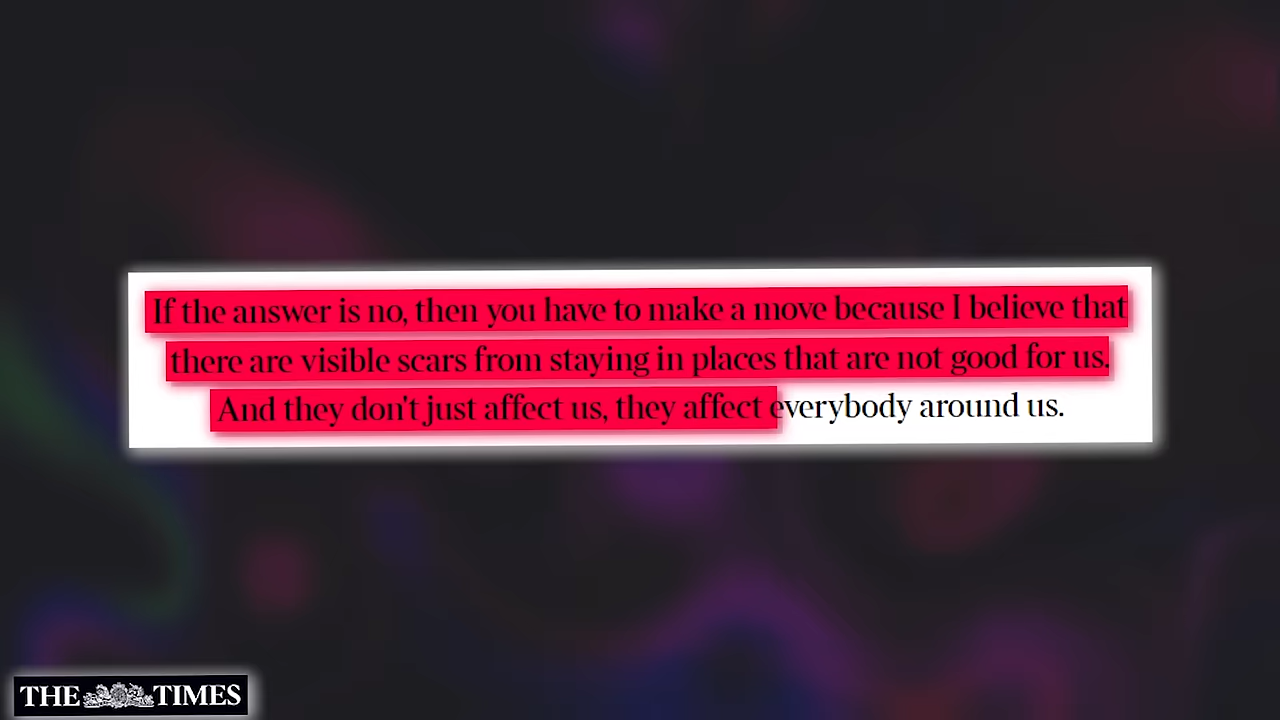 If the answer is no, then you have to make a move because I believe that
there are visible scars from staying in places that are not good for us.
And they don't just affect us, they affect everybody around us.
THE TIMES